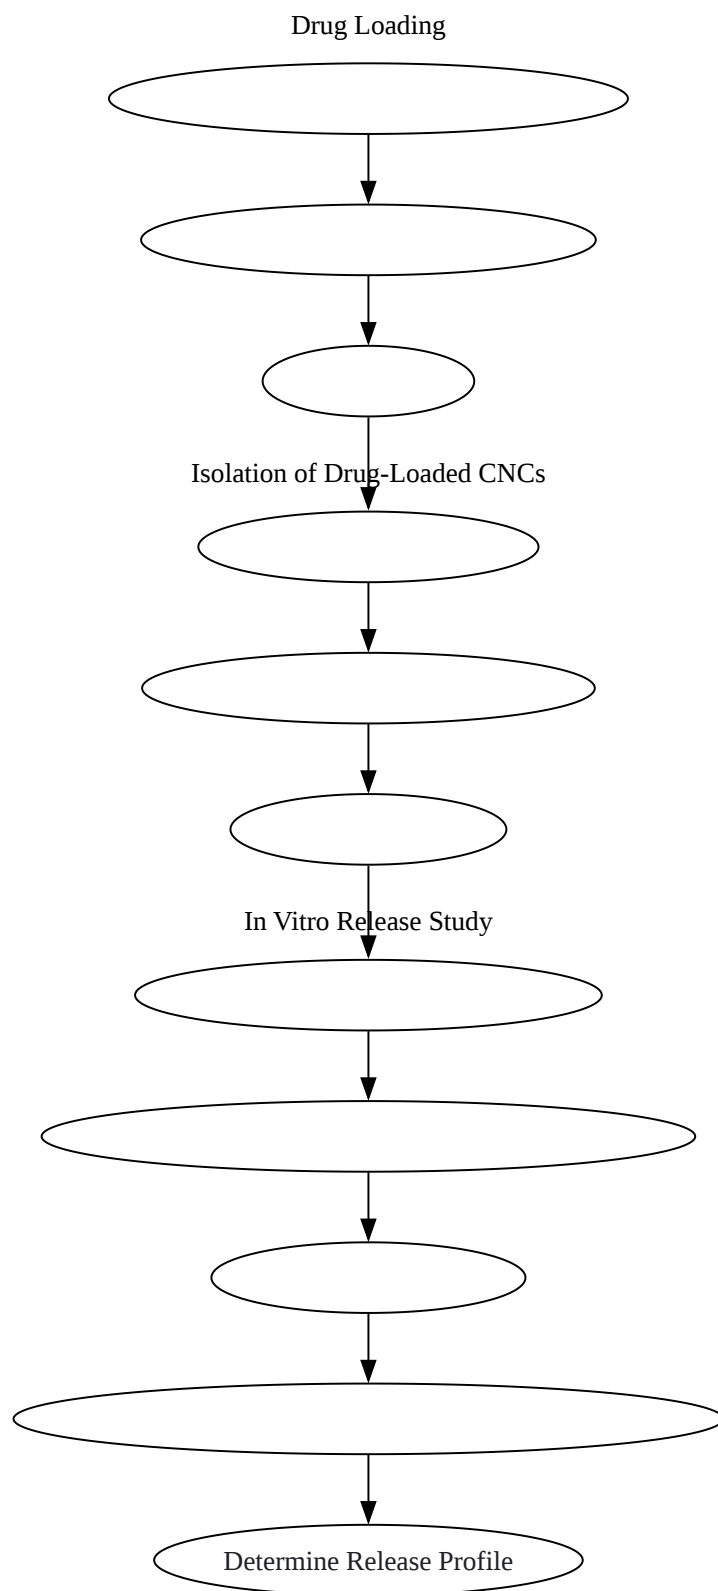 Drug Loading
Isolation of Drug-Loaded CNCs
In Vitro Release Study
Determine Release Profile